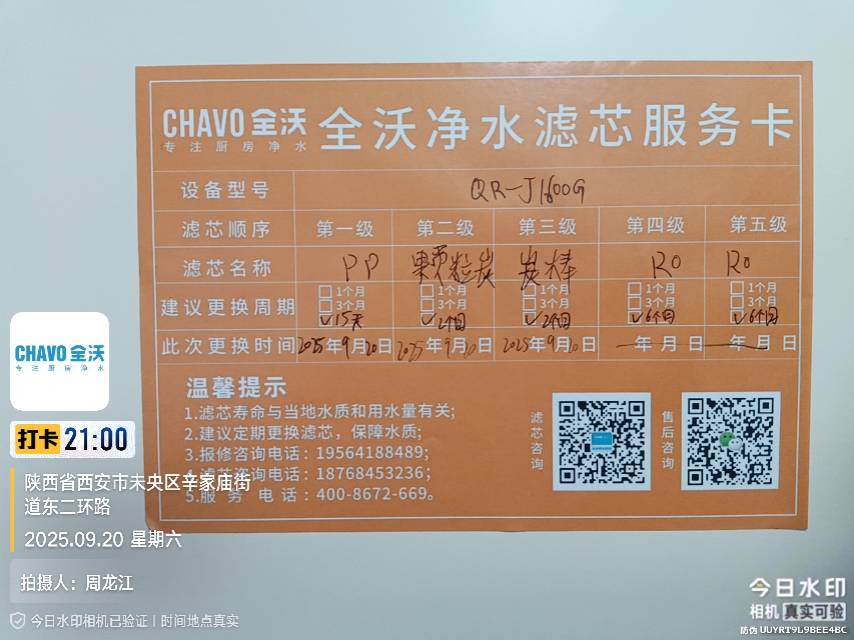 CHAVO 全沃
专注厨房净水
全沃净水滤芯服务卡
设备型号 QR-J1600G
滤芯顺序 第一级 第二级 第三级 第四级 第五级
滤芯名称 PP 颗粒炭 炭棒 RO RO
建议更换周期
1个月 1个月 1个月 1个月 1个月
3个月 3个月 3个月 3个月 3个月
15天 2个月 2个月 6个月 6个月
此次更换时间 2025年9月20日 2025年9月20日 2025年9月20日 年 月 日 年 月 日
温馨提示
1.滤芯寿命与当地水质和用水量有关;
2.建议定期更换滤芯，保障水质;
3.报修咨询电话：19564188489;
4.滤芯咨询电话：18768453236;
5.服务电话：400-8672-669。
滤芯咨询
售后咨询
CHAVO 全沃
专注厨房净水
打卡 21:00
陕西省西安市未央区辛家庙街
道东二环路
2025.09.20 星期六
拍摄人：周龙江
今日水印相机已验证 | 时间地点真实
今日水印
相机 真实可验
防伪 UUYRT9L9BEE4BC